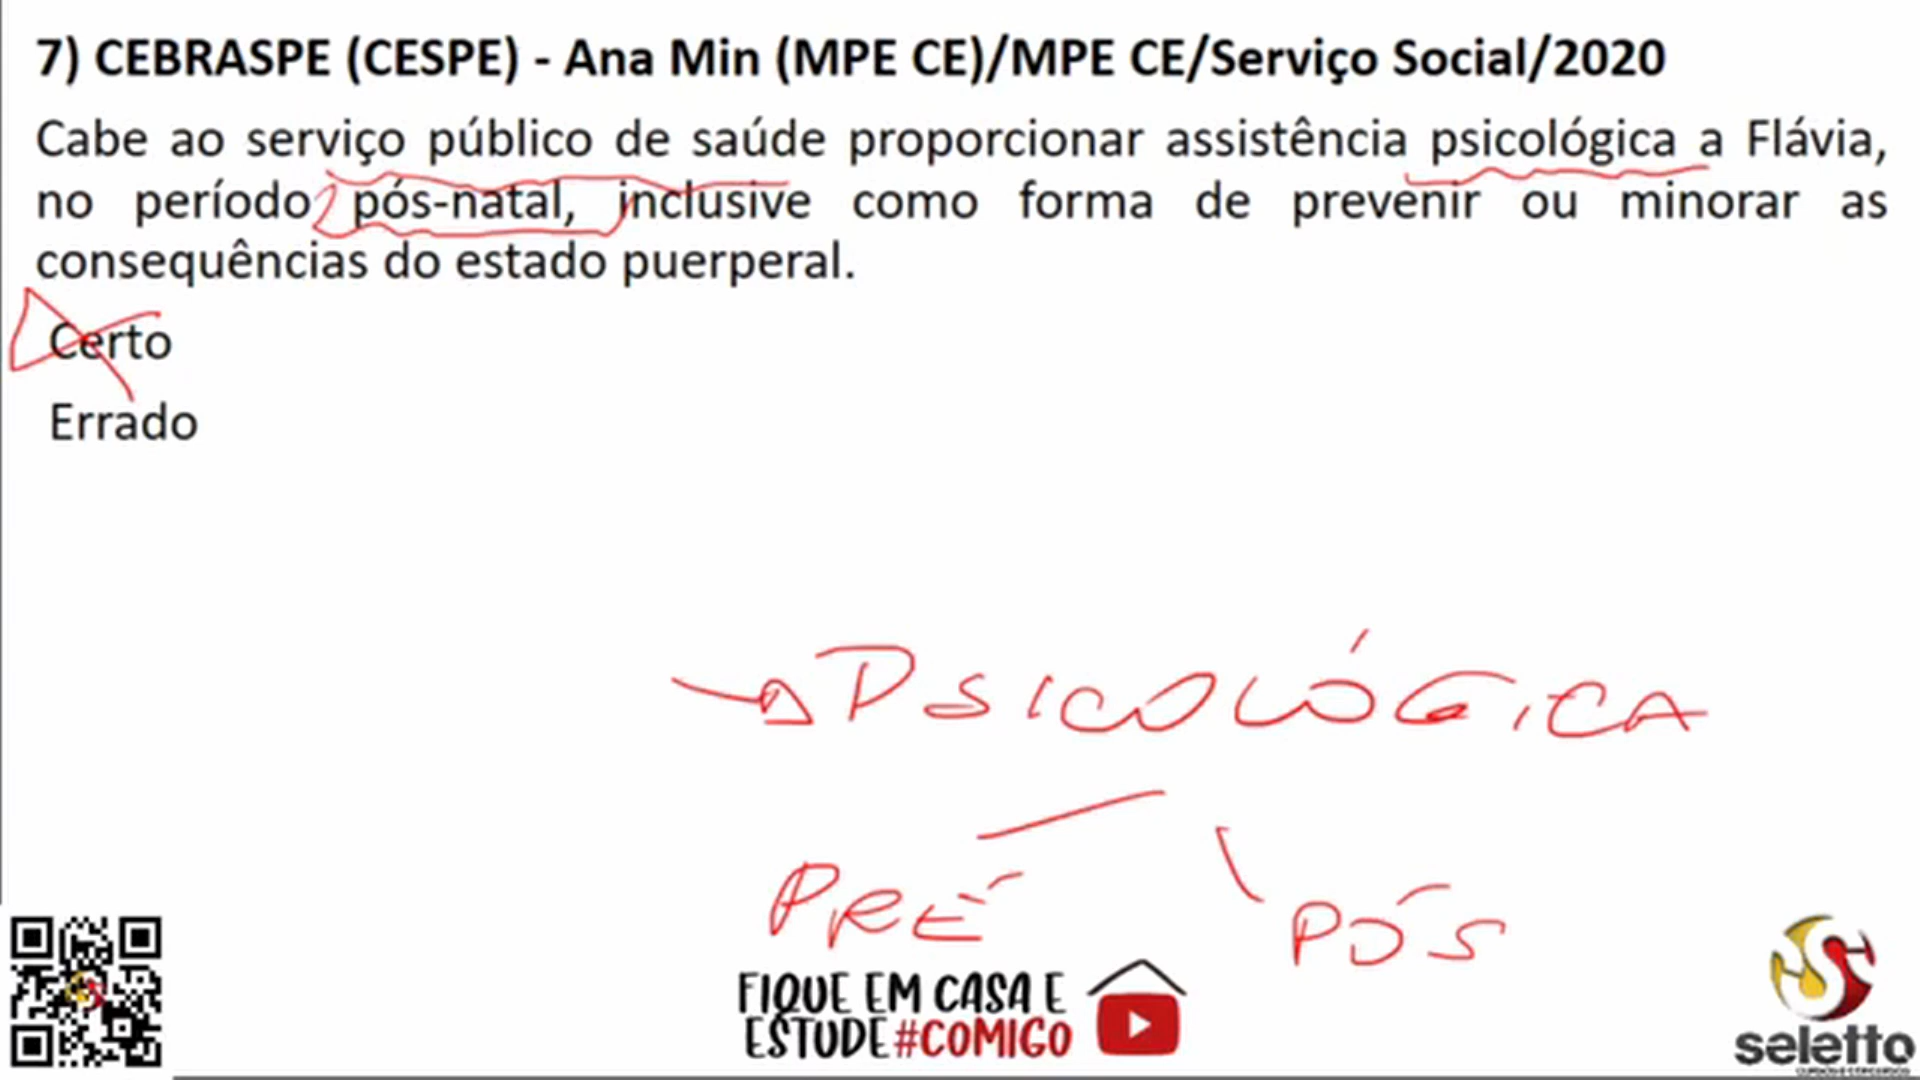 7) CEBRASPE (CESPE) - Ana Min (MPE CE)/MPE CE/Serviço Social/2020
Cabe ao serviço público de saúde proporcionar assistência psicológica a Flávia,
no período pós-natal, inclusive como forma de prevenir ou minorar as
consequências do estado puerperal.
Certo
Errado
PSICOLÓGICA
PRÉ
PÓS
FIQUE EM CASA E
ESTUDE#COMIGO
seletto
CURSOS E CONCURSOS